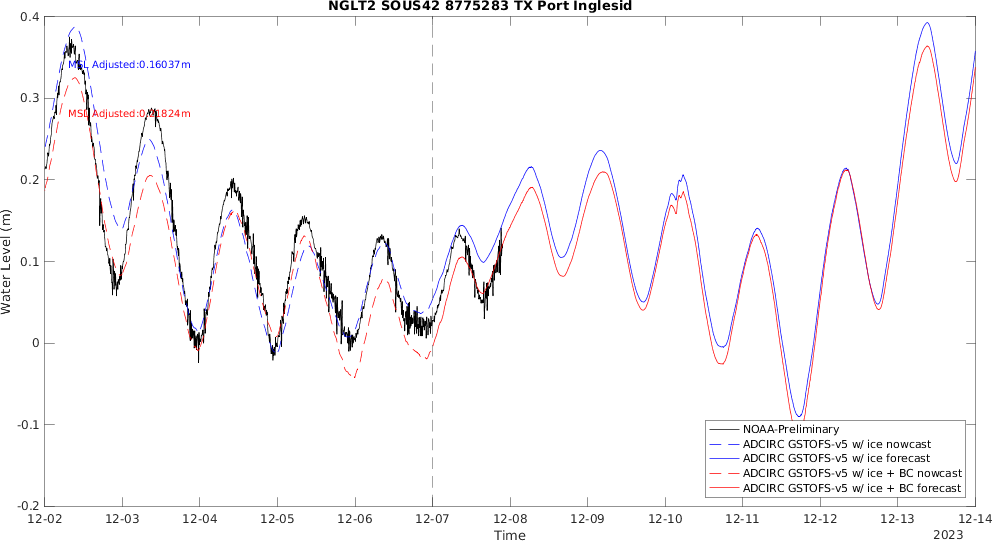 NGLT2 SOUS42 8775283 TX Port Inglesid
Water Level (m)
0.4
0.3
0.2
0.1
0
-0.1
-0.2
MSL Adjusted:0.16037m
MSL Adjusted:0.21824m
NOAA-Preliminary
ADCIRC GSTOFS-v5 w/ ice nowcast
ADCIRC GSTOFS-v5 w/ ice forecast
ADCIRC GSTOFS-v5 w/ ice + BC nowcast
ADCIRC GSTOFS-v5 w/ ice + BC forecast
12-02 12-03 12-04 12-05 12-06 12-07 12-08 12-09 12-10 12-11 12-12 12-13 12-14
Time
2023